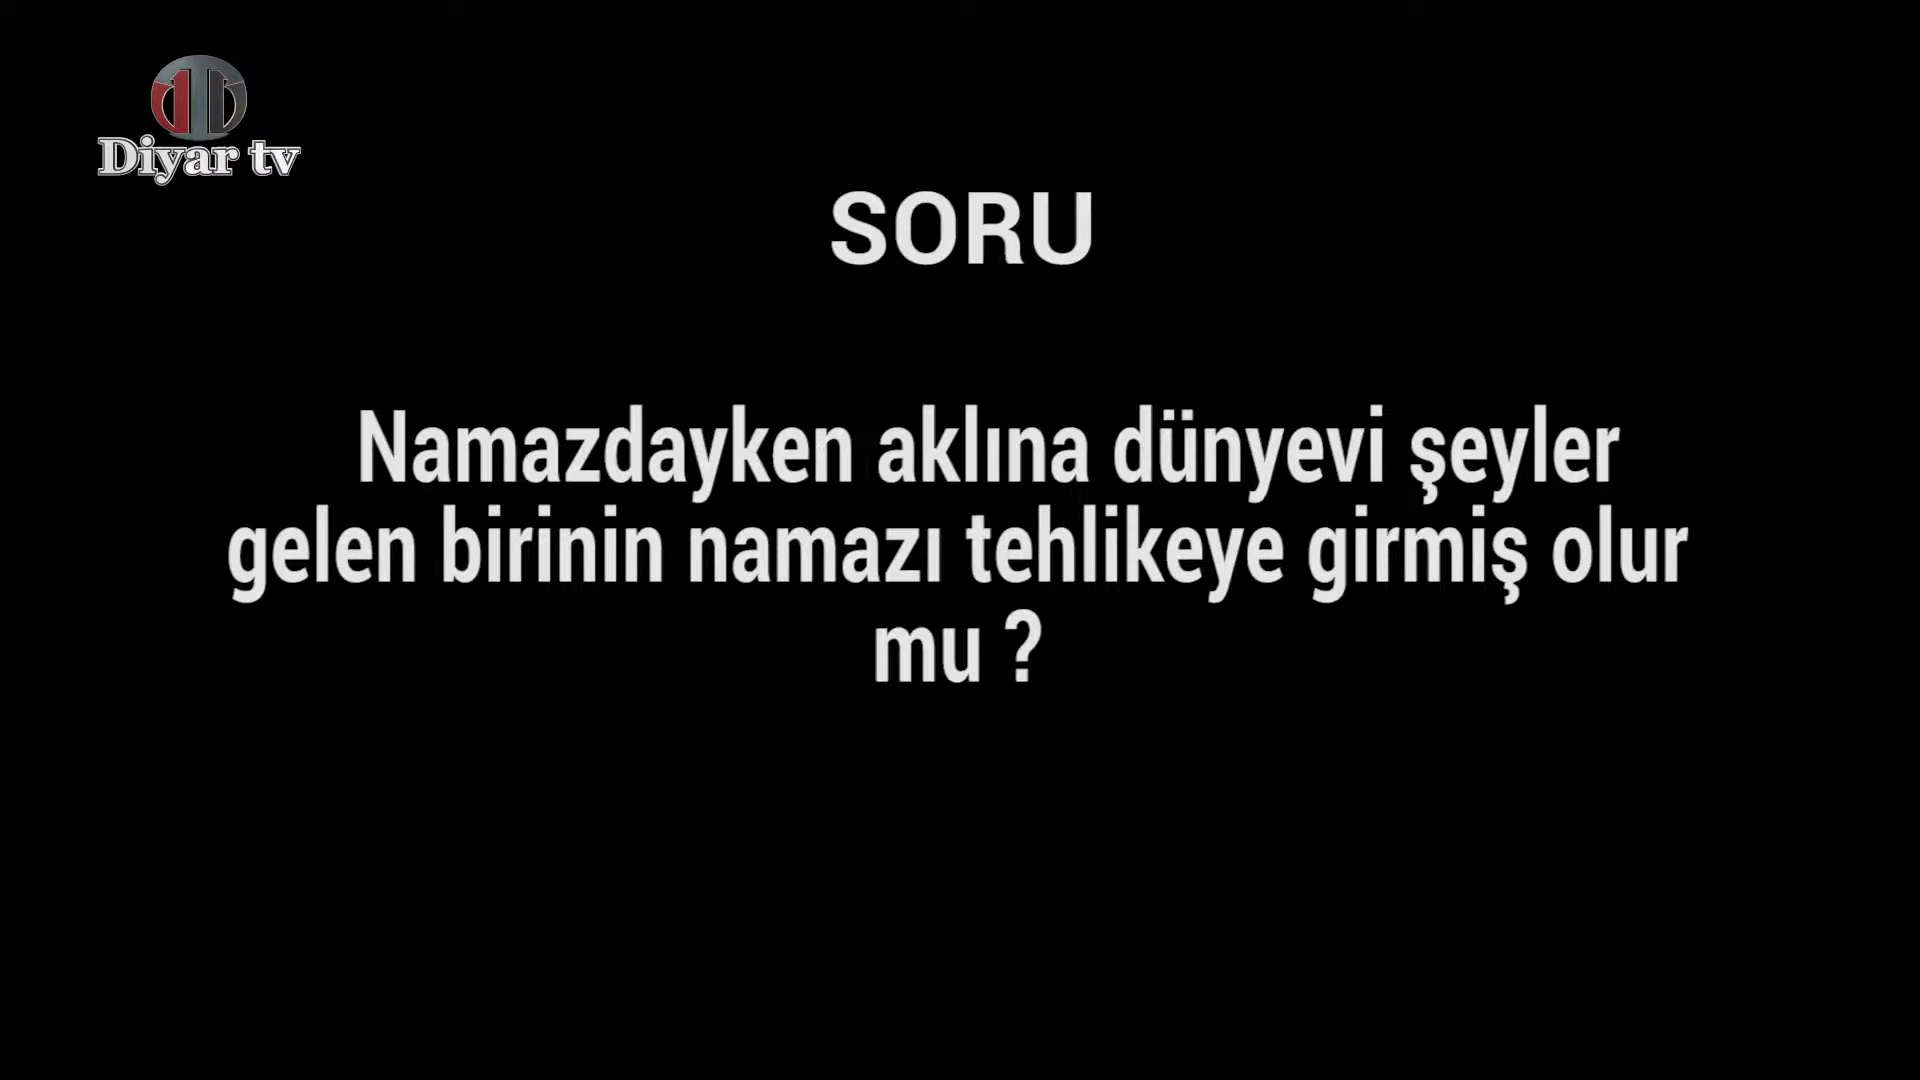 Diyar tv
SORU
Namazdayken aklına dünyevi şeyler
gelen birinin namazı tehlikeye girmiş olur
mu ?